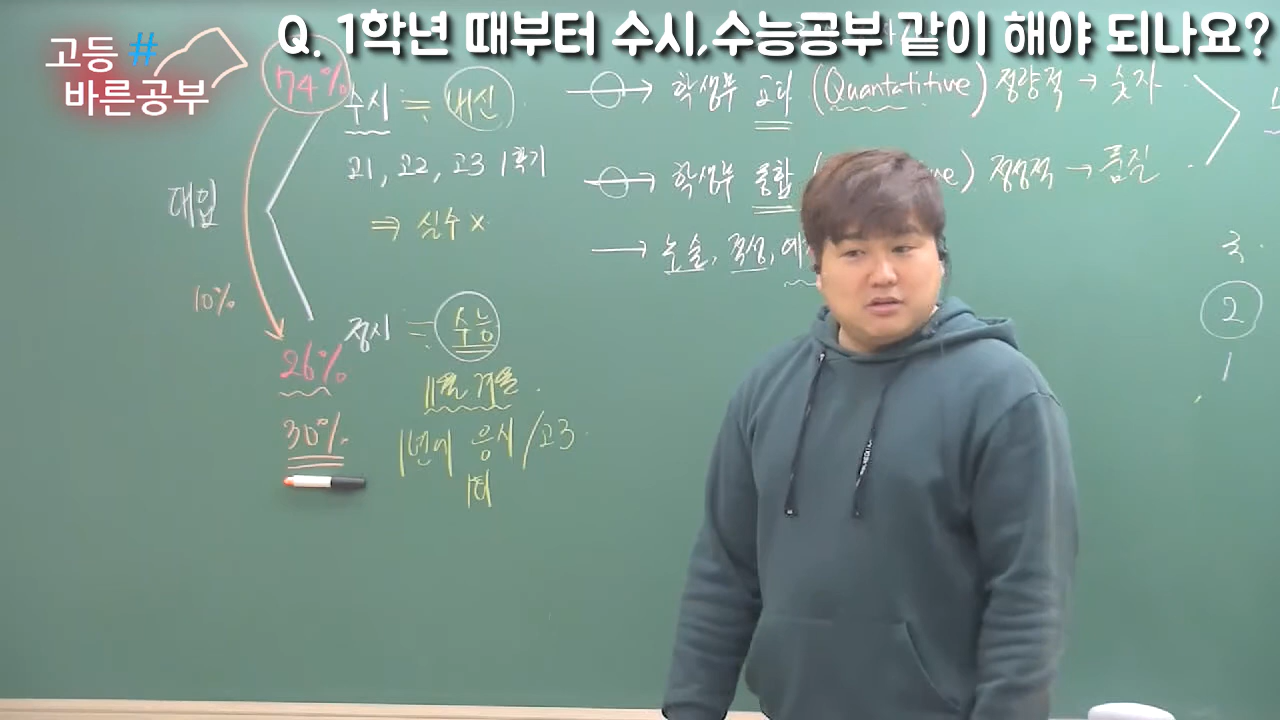 Q. 1학년 때부터 수시,수능공부 같이 해야 되나요?
고등 #
바른공부
74%
수시 ≒ 내신
고1, 고2, 고3 1학기
⇒ 실수 ×
대입
10%
정시 ≒ 수능
26%
30%
11월
1년에 응시/고3
1회
→ 학생부 교과 (Quantatitive) 정량적 → 숫자
→ 학생부 종합 정성적 → 품질
→ 논술, 적성,
3
2
1